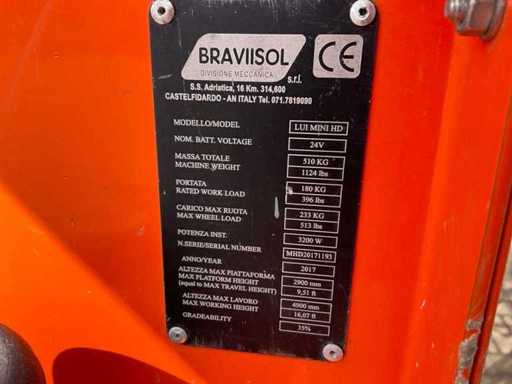 BRAVIISOL
DIVISIONE MECCANICA
s.r.l.
CE
S.S. Adriatica, 16 Km. 314,600
CASTELFIDARDO - AN ITALY Tel. 071.7819090
MODELLO/MODEL LUI MINI HD
NOM. BATT. VOLTAGE 24V
MASSA TOTALE 510 KG
MACHINE WEIGHT 1124 lbs
PORTATA 180 KG
RATED WORK LOAD 396 lbs
CARICO MAX RUOTA 233 KG
MAX WHEEL LOAD 513 lbs
POTENZA INST. 3200 W
N.SERIE/SERIAL NUMBER MHD20171193
ANNO/YEAR 2017
ALTEZZA MAX PIATTAFORMA 2900 mm
MAX PLATFORM HEIGHT
(equal to MAX TRAVEL HEIGHT) 9,51 ft
ALTEZZA MAX LAVORO 4900 mm
MAX WORKING HEIGHT 16,07 ft
GRADEABILITY 35%